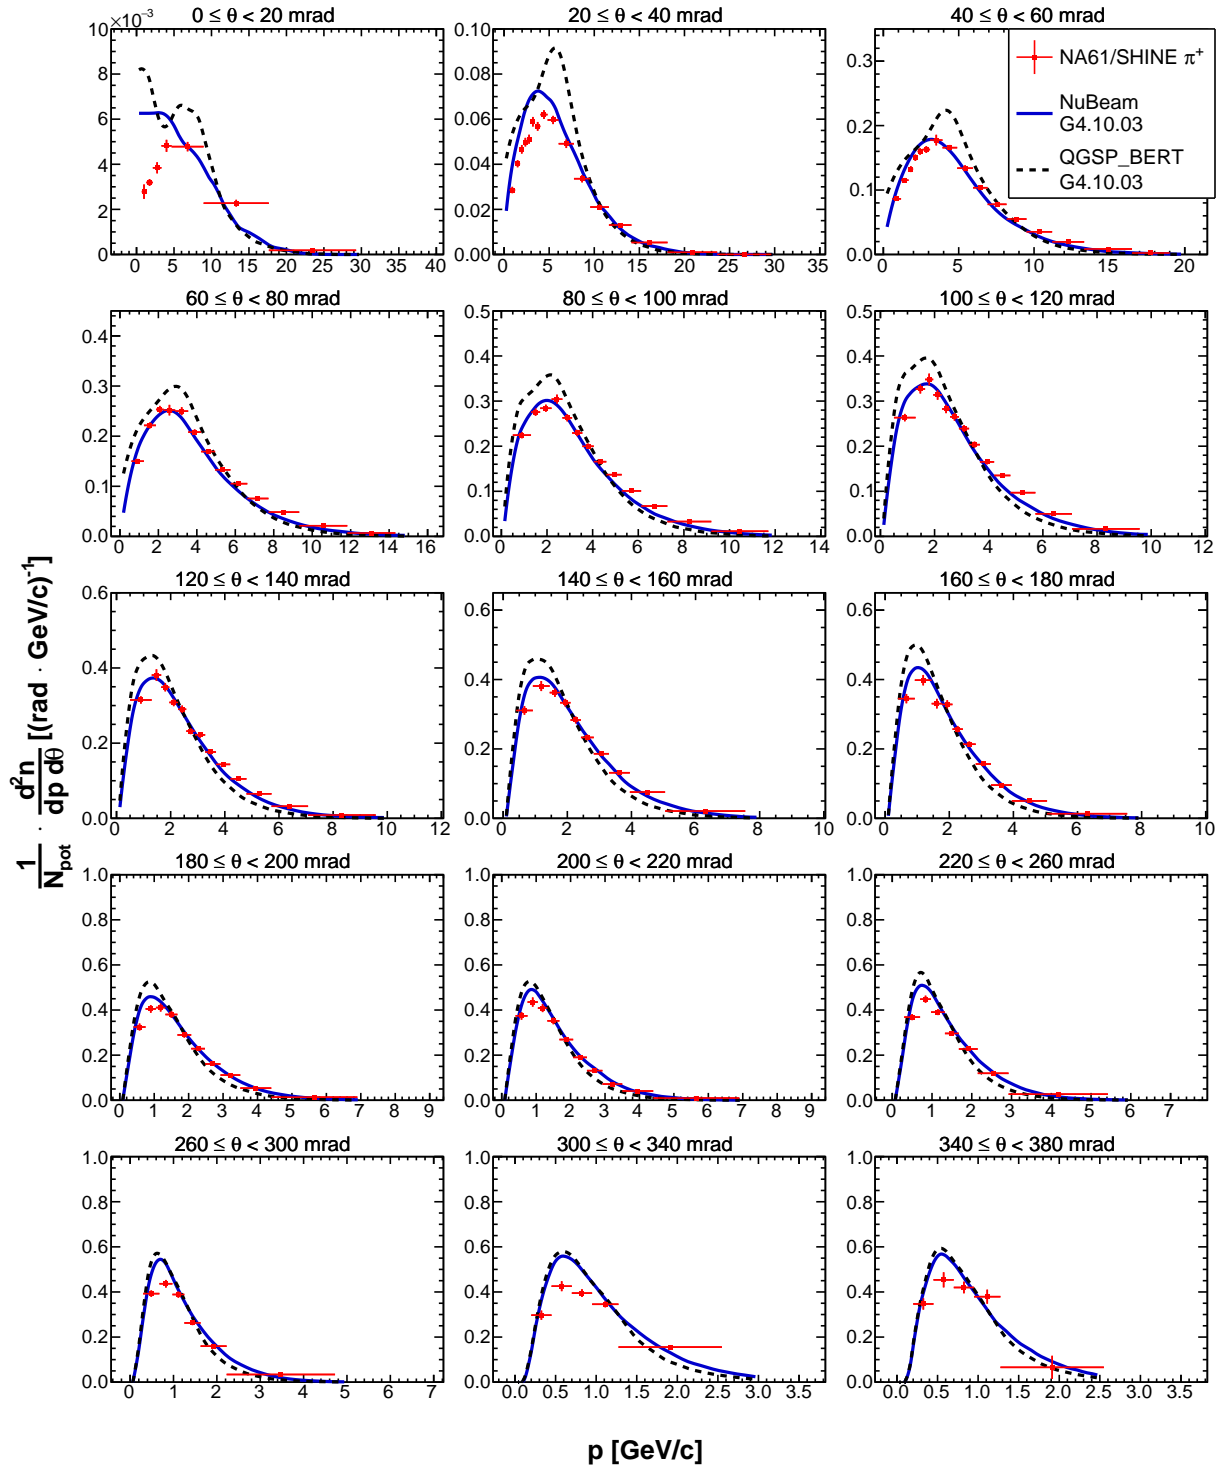 ×10⁻³
0 ≤ θ < 20 mrad
10
8
6
4
2
0
0 5 10 15 20 25 30 35 40
20 ≤ θ < 40 mrad
0.10
0.08
0.06
0.04
0.02
0.00
0 5 10 15 20 25 30 35
40 ≤ θ < 60 mrad
0.3
0.2
0.1
0.0
0 5 10 15 20
NA61/SHINE π⁺
NuBeam
G4.10.03
QGSP_BERT
G4.10.03
60 ≤ θ < 80 mrad
0.4
0.3
0.2
0.1
0.0
0 2 4 6 8 10 12 14 16
80 ≤ θ < 100 mrad
0.5
0.4
0.3
0.2
0.1
0.0
0 2 4 6 8 10 12 14
100 ≤ θ < 120 mrad
0.5
0.4
0.3
0.2
0.1
0.0
0 2 4 6 8 10 12
120 ≤ θ < 140 mrad
0.6
0.4
0.2
0.0
0 2 4 6 8 10 12
140 ≤ θ < 160 mrad
0.6
0.4
0.2
0.0
0 2 4 6 8 10
160 ≤ θ < 180 mrad
0.6
0.4
0.2
0.0
0 2 4 6 8 10
180 ≤ θ < 200 mrad
1.0
0.8
0.6
0.4
0.2
0.0
0 1 2 3 4 5 6 7 8 9
200 ≤ θ < 220 mrad
1.0
0.8
0.6
0.4
0.2
0.0
0 1 2 3 4 5 6 7 8 9
220 ≤ θ < 260 mrad
1.0
0.8
0.6
0.4
0.2
0.0
0 1 2 3 4 5 6 7
260 ≤ θ < 300 mrad
1.0
0.8
0.6
0.4
0.2
0.0
0 1 2 3 4 5 6 7
300 ≤ θ < 340 mrad
1.0
0.8
0.6
0.4
0.2
0.0
0.0 0.5 1.0 1.5 2.0 2.5 3.0 3.5
340 ≤ θ < 380 mrad
1.0
0.8
0.6
0.4
0.2
0.0
0.0 0.5 1.0 1.5 2.0 2.5 3.0 3.5
1/N_pot · d²n/dp dθ [(rad · GeV/c)⁻¹]
p [GeV/c]